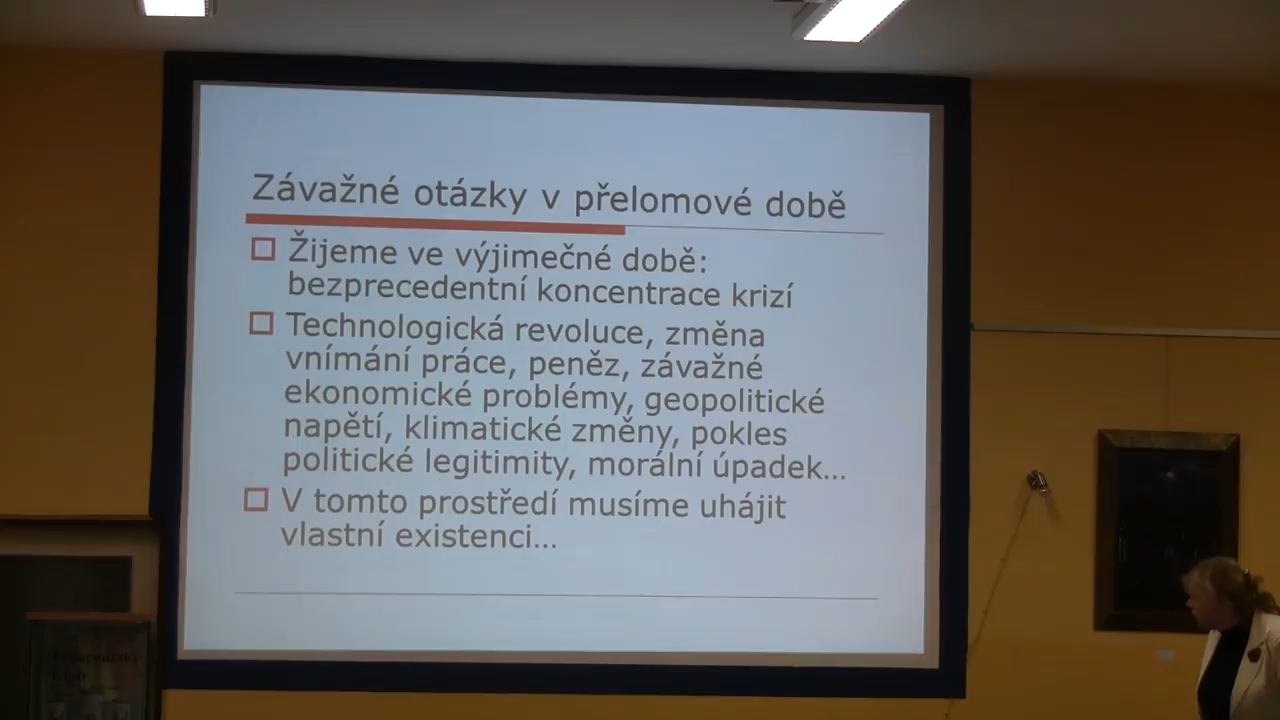 Závažné otázky v přelomové době
Žijeme ve výjimečné době:
bezprecedentní koncentrace krizí
Technologická revoluce, změna
vnímání práce, peněz, závažné
ekonomické problémy, geopolitické
napětí, klimatické změny, pokles
politické legitimity, morální úpadek...
V tomto prostředí musíme uhájit
vlastní existenci...